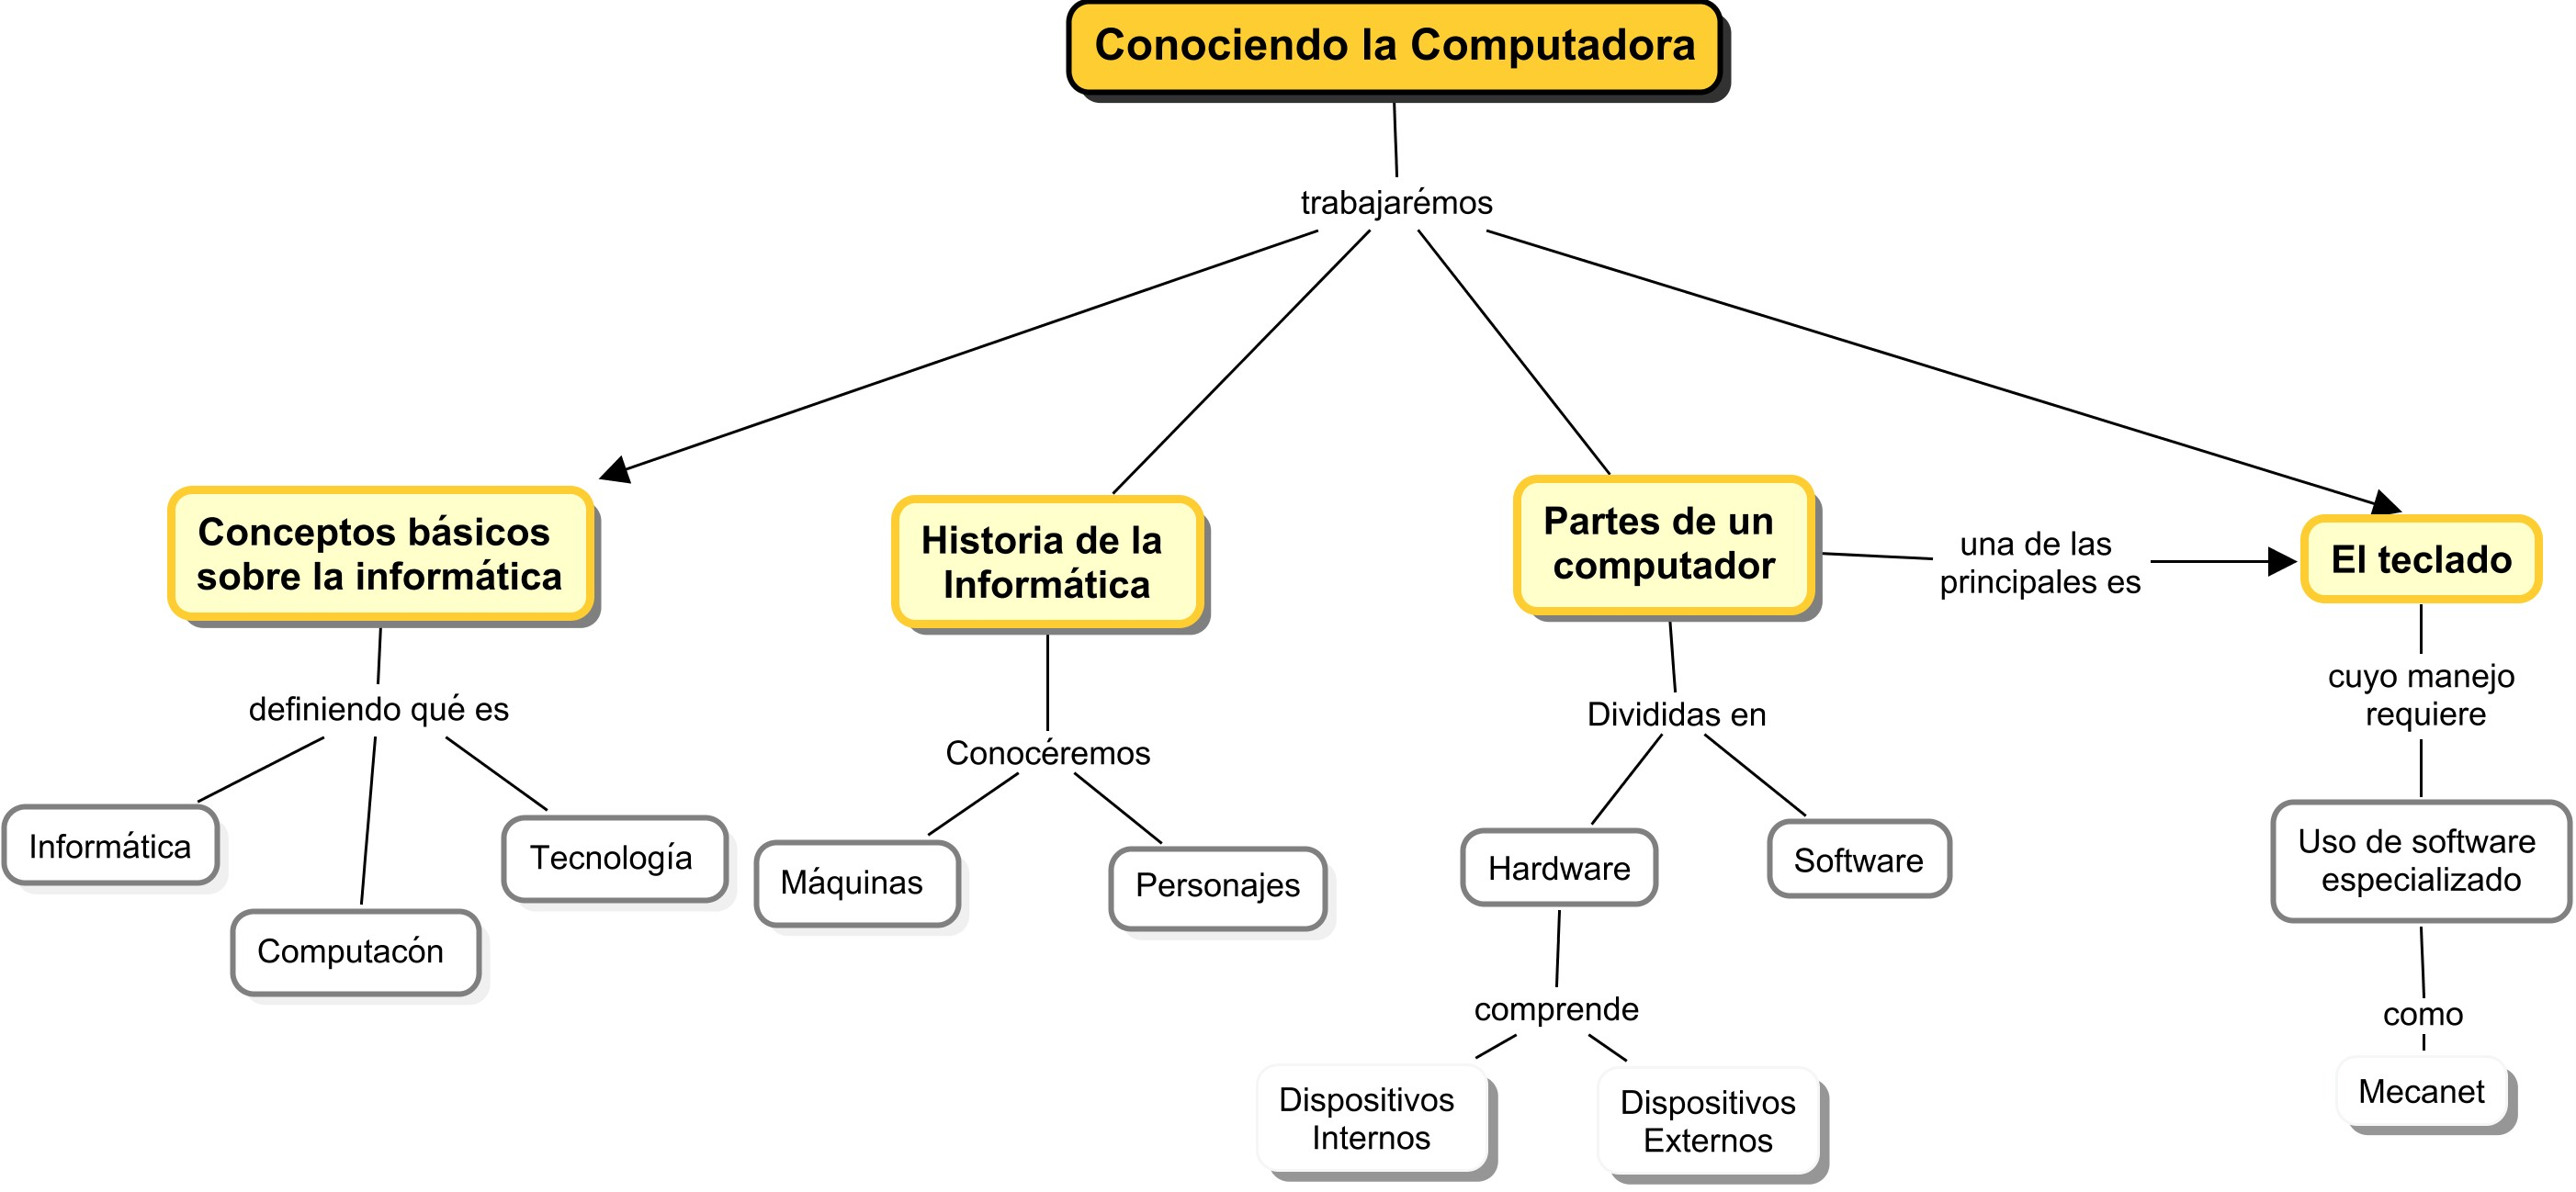 Conociendo la Computadora
trabajarémos
Conceptos básicos
sobre la informática
Historia de la
Informática
Partes de un
computador
una de las
principales es
El teclado
definiendo qué es
Conocéremos
Divididas en
cuyo manejo
requiere
Informática
Computacón
Tecnología
Máquinas
Personajes
Hardware
Software
Uso de software
especializado
comprende
como
Dispositivos
Internos
Dispositivos
Externos
Mecanet